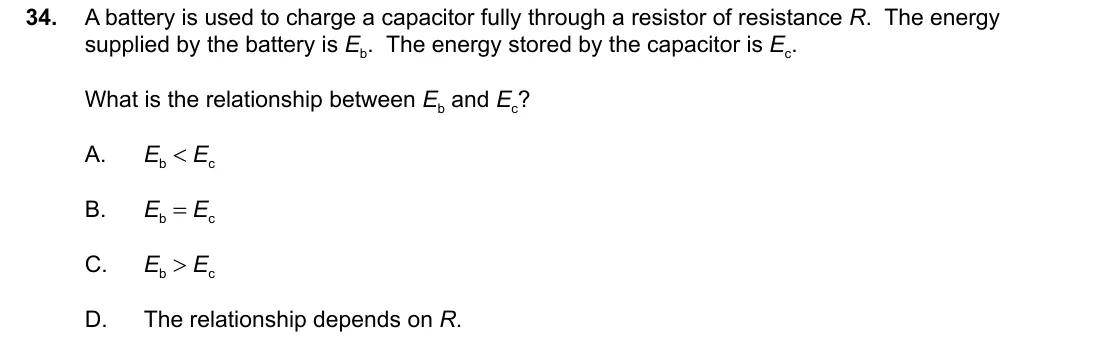 34. A battery is used to charge a capacitor fully through a resistor of resistance R. The energy
supplied by the battery is E_b. The energy stored by the capacitor is E_c.
What is the relationship between E_b and E_c?
A. E_b < E_c
B. E_b = E_c
C. E_b > E_c
D. The relationship depends on R.